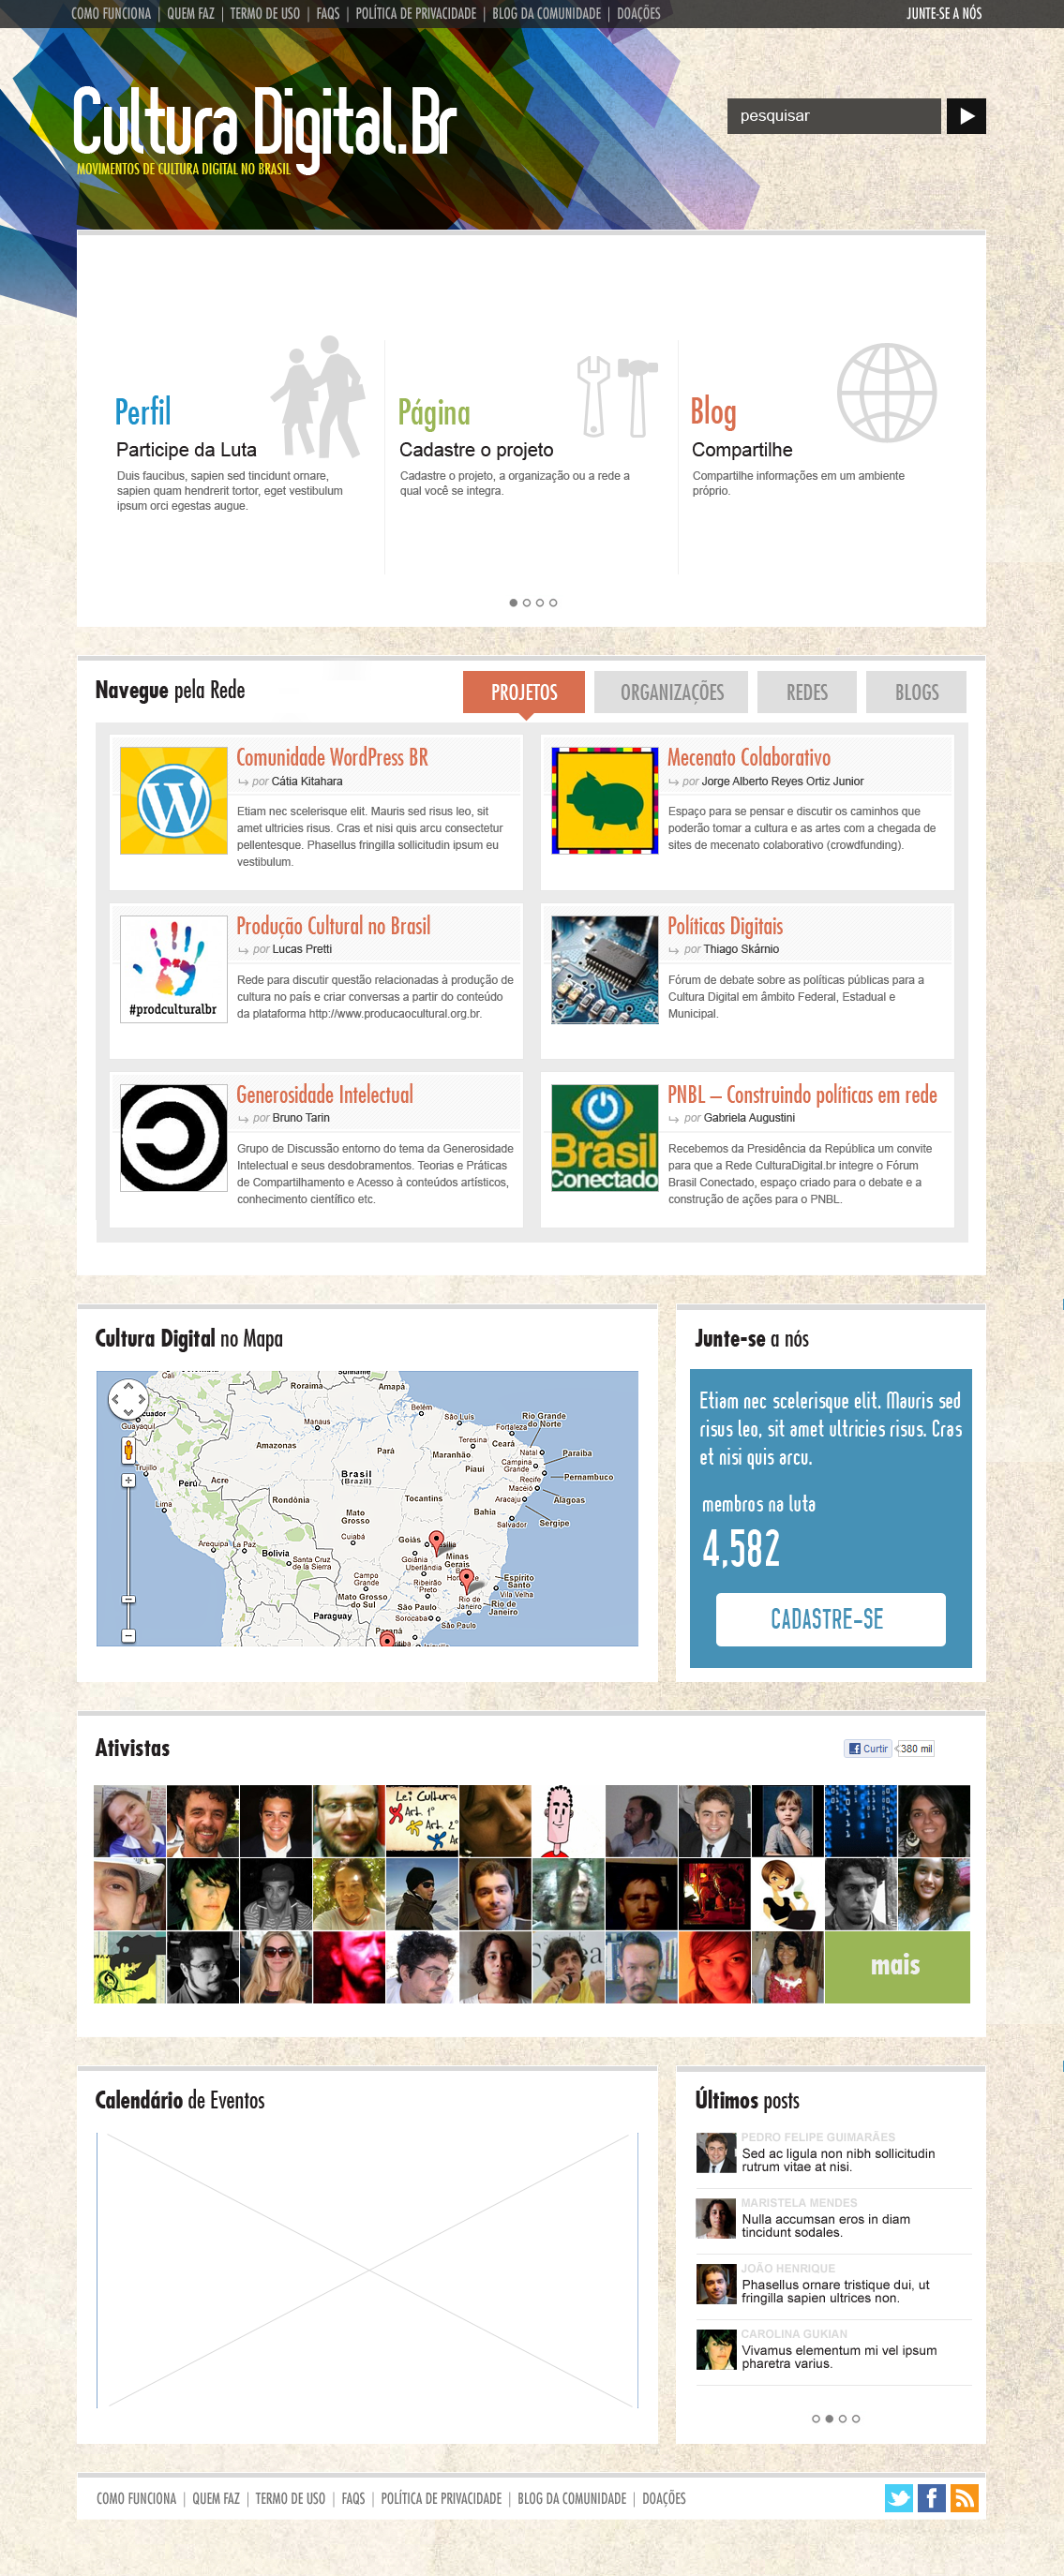 COMO FUNCIONA | QUEM FAZ | TERMO DE USO | FAQS | POLÍTICA DE PRIVACIDADE | BLOG DA COMUNIDADE | DOAÇÕES
JUNTE-SE A NÓS
Cultura Digital.Br
MOVIMENTOS DE CULTURA DIGITAL NO BRASIL
pesquisar
Perfil
Participe da Luta
Duis faucibus, sapien sed tincidunt ornare,
sapien quam hendrerit tortor, eget vestibulum
ipsum orci egestas augue.
Página
Cadastre o projeto
Cadastre o projeto, a organização ou a rede a
qual você se integra.
Blog
Compartilhe
Compartilhe informações em um ambiente
próprio.
Navegue pela Rede
PROJETOS
ORGANIZAÇÕES
REDES
BLOGS
Comunidade WordPress BR
por Cátia Kitahara
Etiam nec scelerisque elit. Mauris sed risus leo, sit
amet ultricies risus. Cras et nisi quis arcu consectetur
pellentesque. Phasellus fringilla sollicitudin ipsum eu
vestibulum.
Mecenato Colaborativo
por Jorge Alberto Reyes Ortiz Junior
Espaço para se pensar e discutir os caminhos que
poderão tomar a cultura e as artes com a chegada de
sites de mecenato colaborativo (crowdfunding).
#prodculturalbr
Produção Cultural no Brasil
por Lucas Pretti
Rede para discutir questão relacionadas à produção de
cultura no país e criar conversas a partir do conteúdo
da plataforma http://www.producaocultural.org.br.
Políticas Digitais
por Thiago Skárnio
Fórum de debate sobre as políticas públicas para a
Cultura Digital em âmbito Federal, Estadual e
Municipal.
Generosidade Intelectual
por Bruno Tarin
Grupo de Discussão entorno do tema da Generosidade
Intelectual e seus desdobramentos. Teorias e Práticas
de Compartilhamento e Acesso à conteúdos artísticos,
conhecimento científico etc.
Brasil
Conectado
PNBL – Construindo políticas em rede
por Gabriela Augustini
Recebemos da Presidência da República um convite
para que a Rede CulturaDigital.br integre o Fórum
Brasil Conectado, espaço criado para o debate e a
construção de ações para o PNBL.
Cultura Digital no Mapa
Cali
Roraima
Amapá
Guayaquil
Manaus
Belém
São Luís
Fortaleza
Rio Grande
do Norte
Amazonas
Pará
Maranhão
Teresina
Ceará
Natal
Paraíba
Trujillo
Perú
Acre
Brasil
(Brazil)
Piauí
Campina
Grande
Recife
Pernambuco
Lima
Rondônia
Tocantins
Maceió
Aracaju
Alagoas
Mato
Grosso
Bahia
Salvador
Sergipe
Arequipa
La Paz
Bolivia
Cuiabá
Goiás
Goiânia
Minas
Gerais
Santa Cruz
de la Sierra
Uberlândia
Campo
Grande
Ribeirão
Preto
Espírito
Santo
Vila Velha
Mato Grosso
do Sul
Rio de
Janeiro
Rio de
Janeiro
Paraguay
São Paulo
Sorocaba
São Paulo
Junte-se a nós
Etiam nec scelerisque elit. Mauris sed
risus leo, sit amet ultricies risus. Cras
et nisi quis arcu.
membros na luta
4,582
CADASTRE-SE
Ativistas
Curtir
380 mil
Lei Cultura
Art. 1º
Art. 2º
mais
Calendário de Eventos
Últimos posts
PEDRO FELIPE GUIMARÃES
Sed ac ligula non nibh sollicitudin
rutrum vitae at nisi.
MARISTELA MENDES
Nulla accumsan eros in diam
tincidunt sodales.
JOÃO HENRIQUE
Phasellus ornare tristique dui, ut
fringilla sapien ultrices non.
CAROLINA GUKIAN
Vivamus elementum mi vel ipsum
pharetra varius.
COMO FUNCIONA | QUEM FAZ | TERMO DE USO | FAQS | POLÍTICA DE PRIVACIDADE | BLOG DA COMUNIDADE | DOAÇÕES